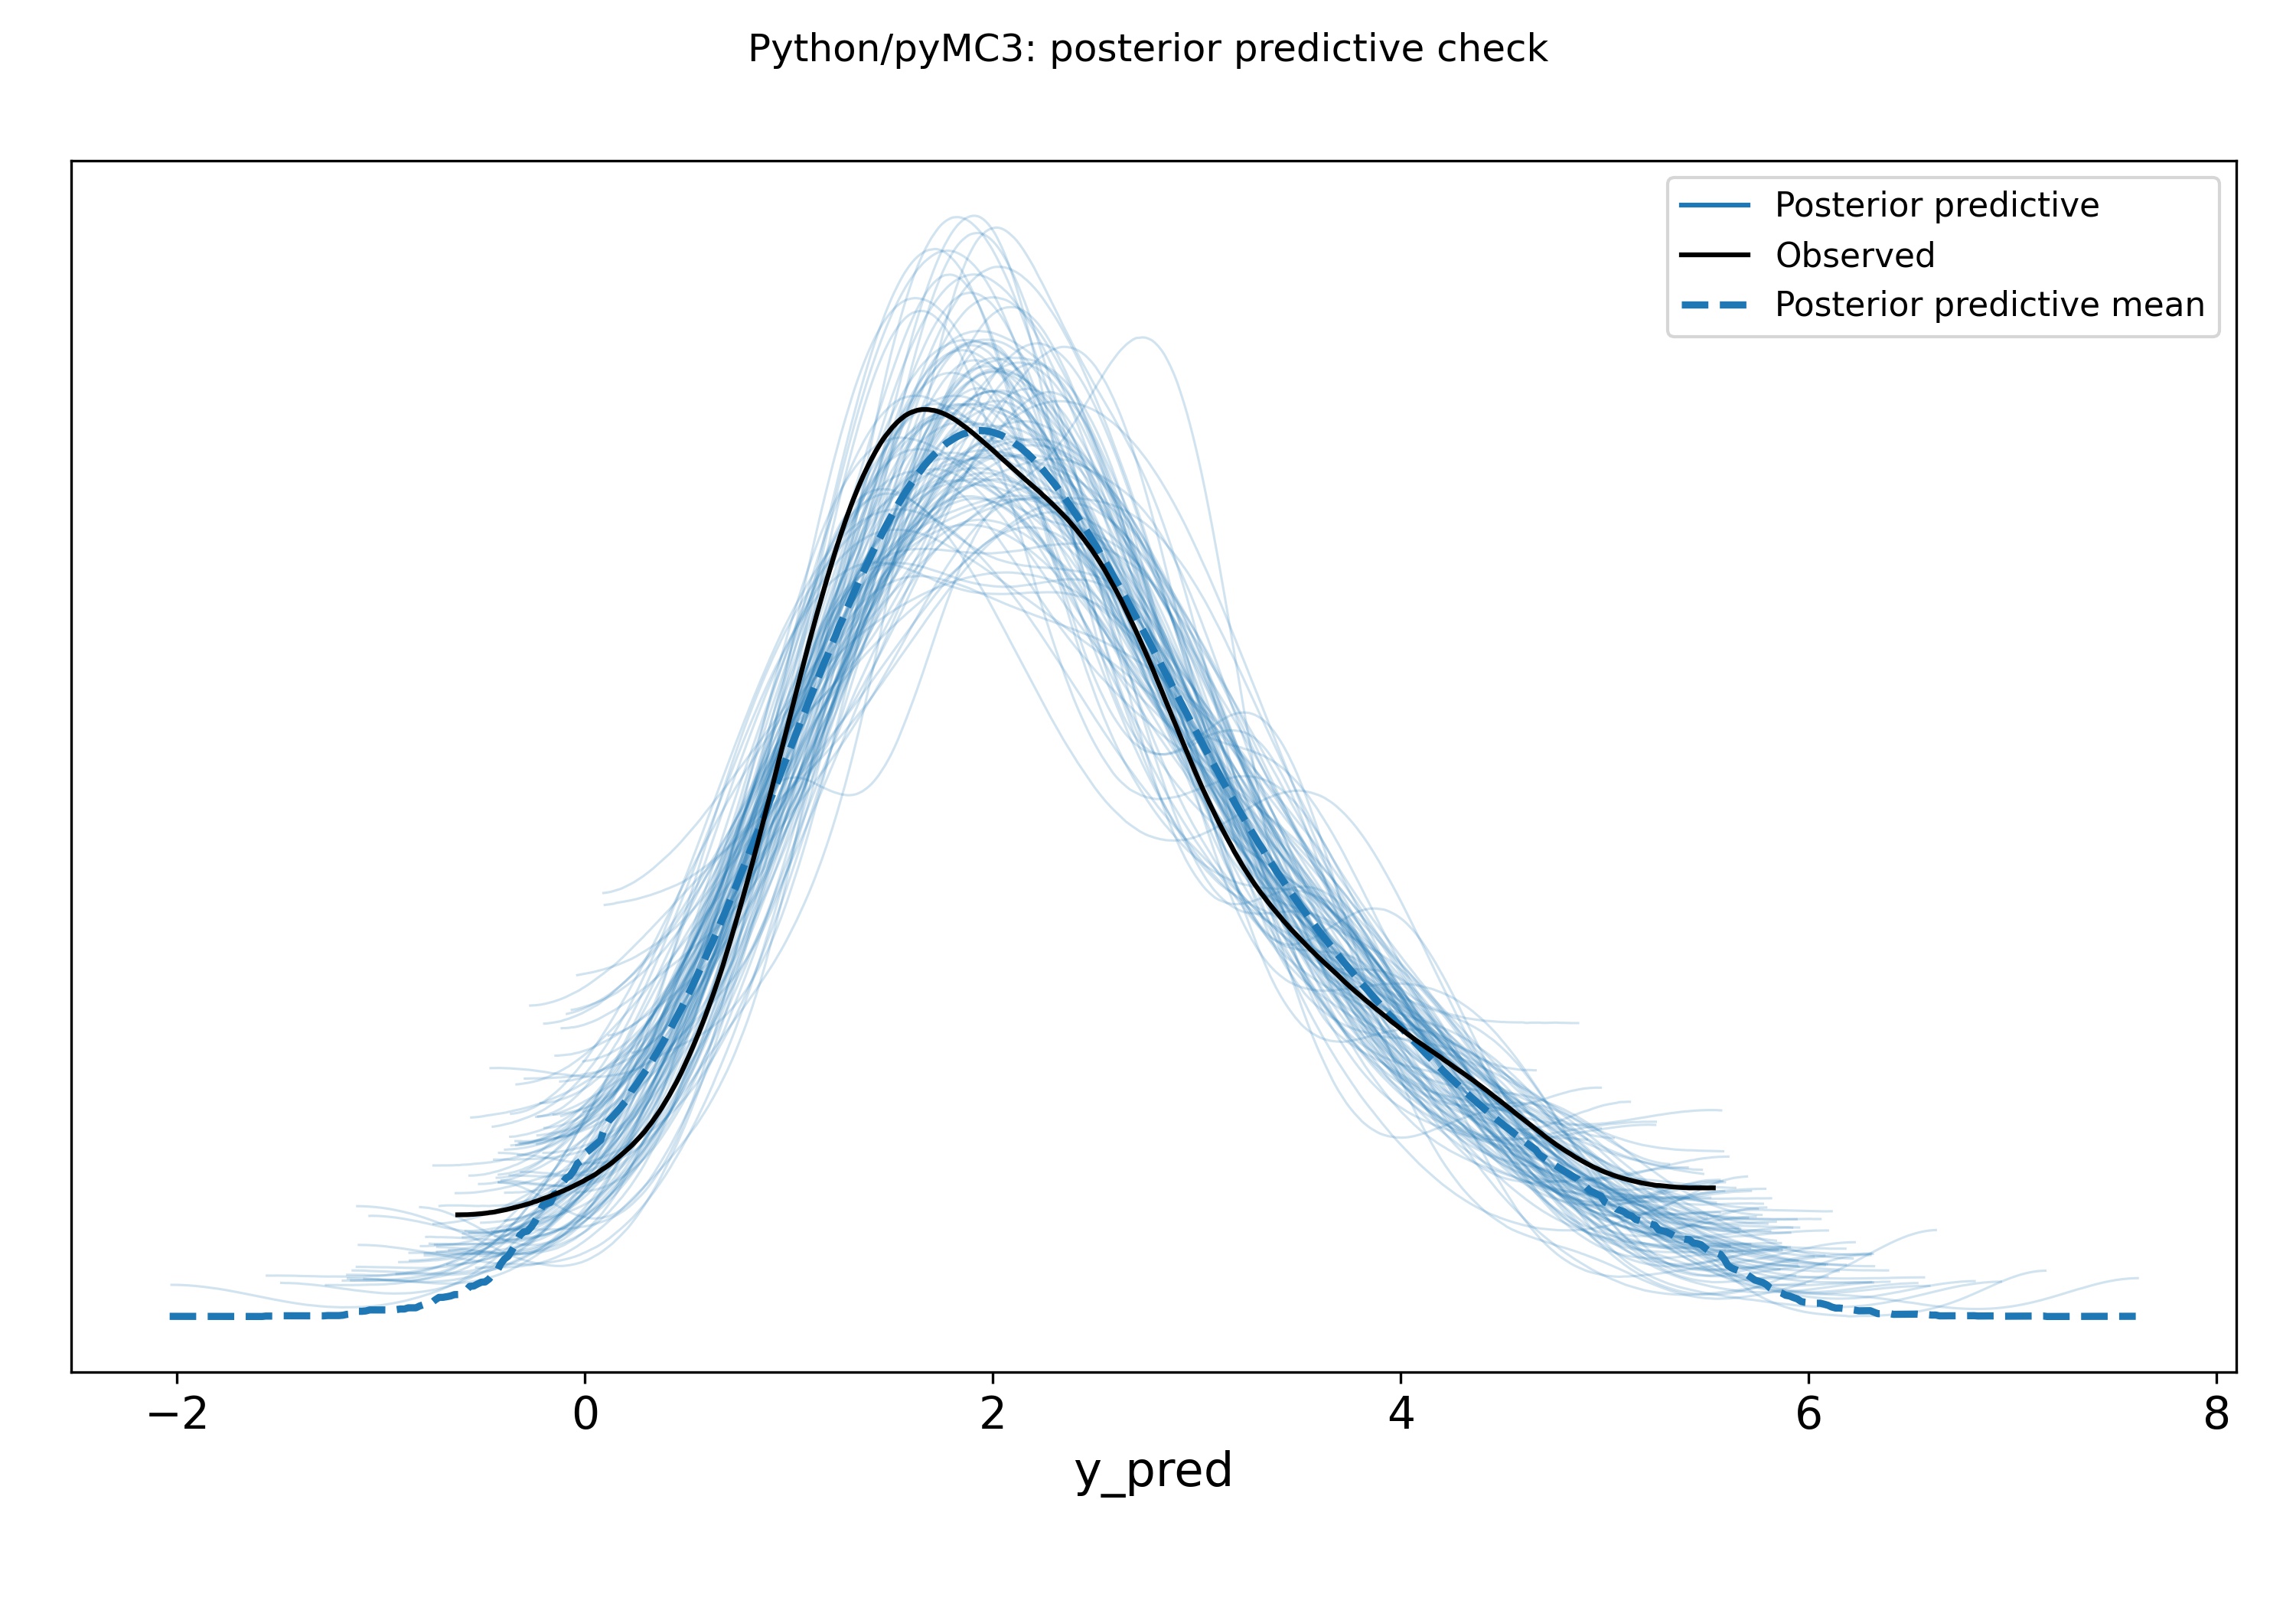 Python/pyMC3: posterior predictive check
Posterior predictive
Observed
Posterior predictive mean
−2 0 2 4 6 8
y_pred